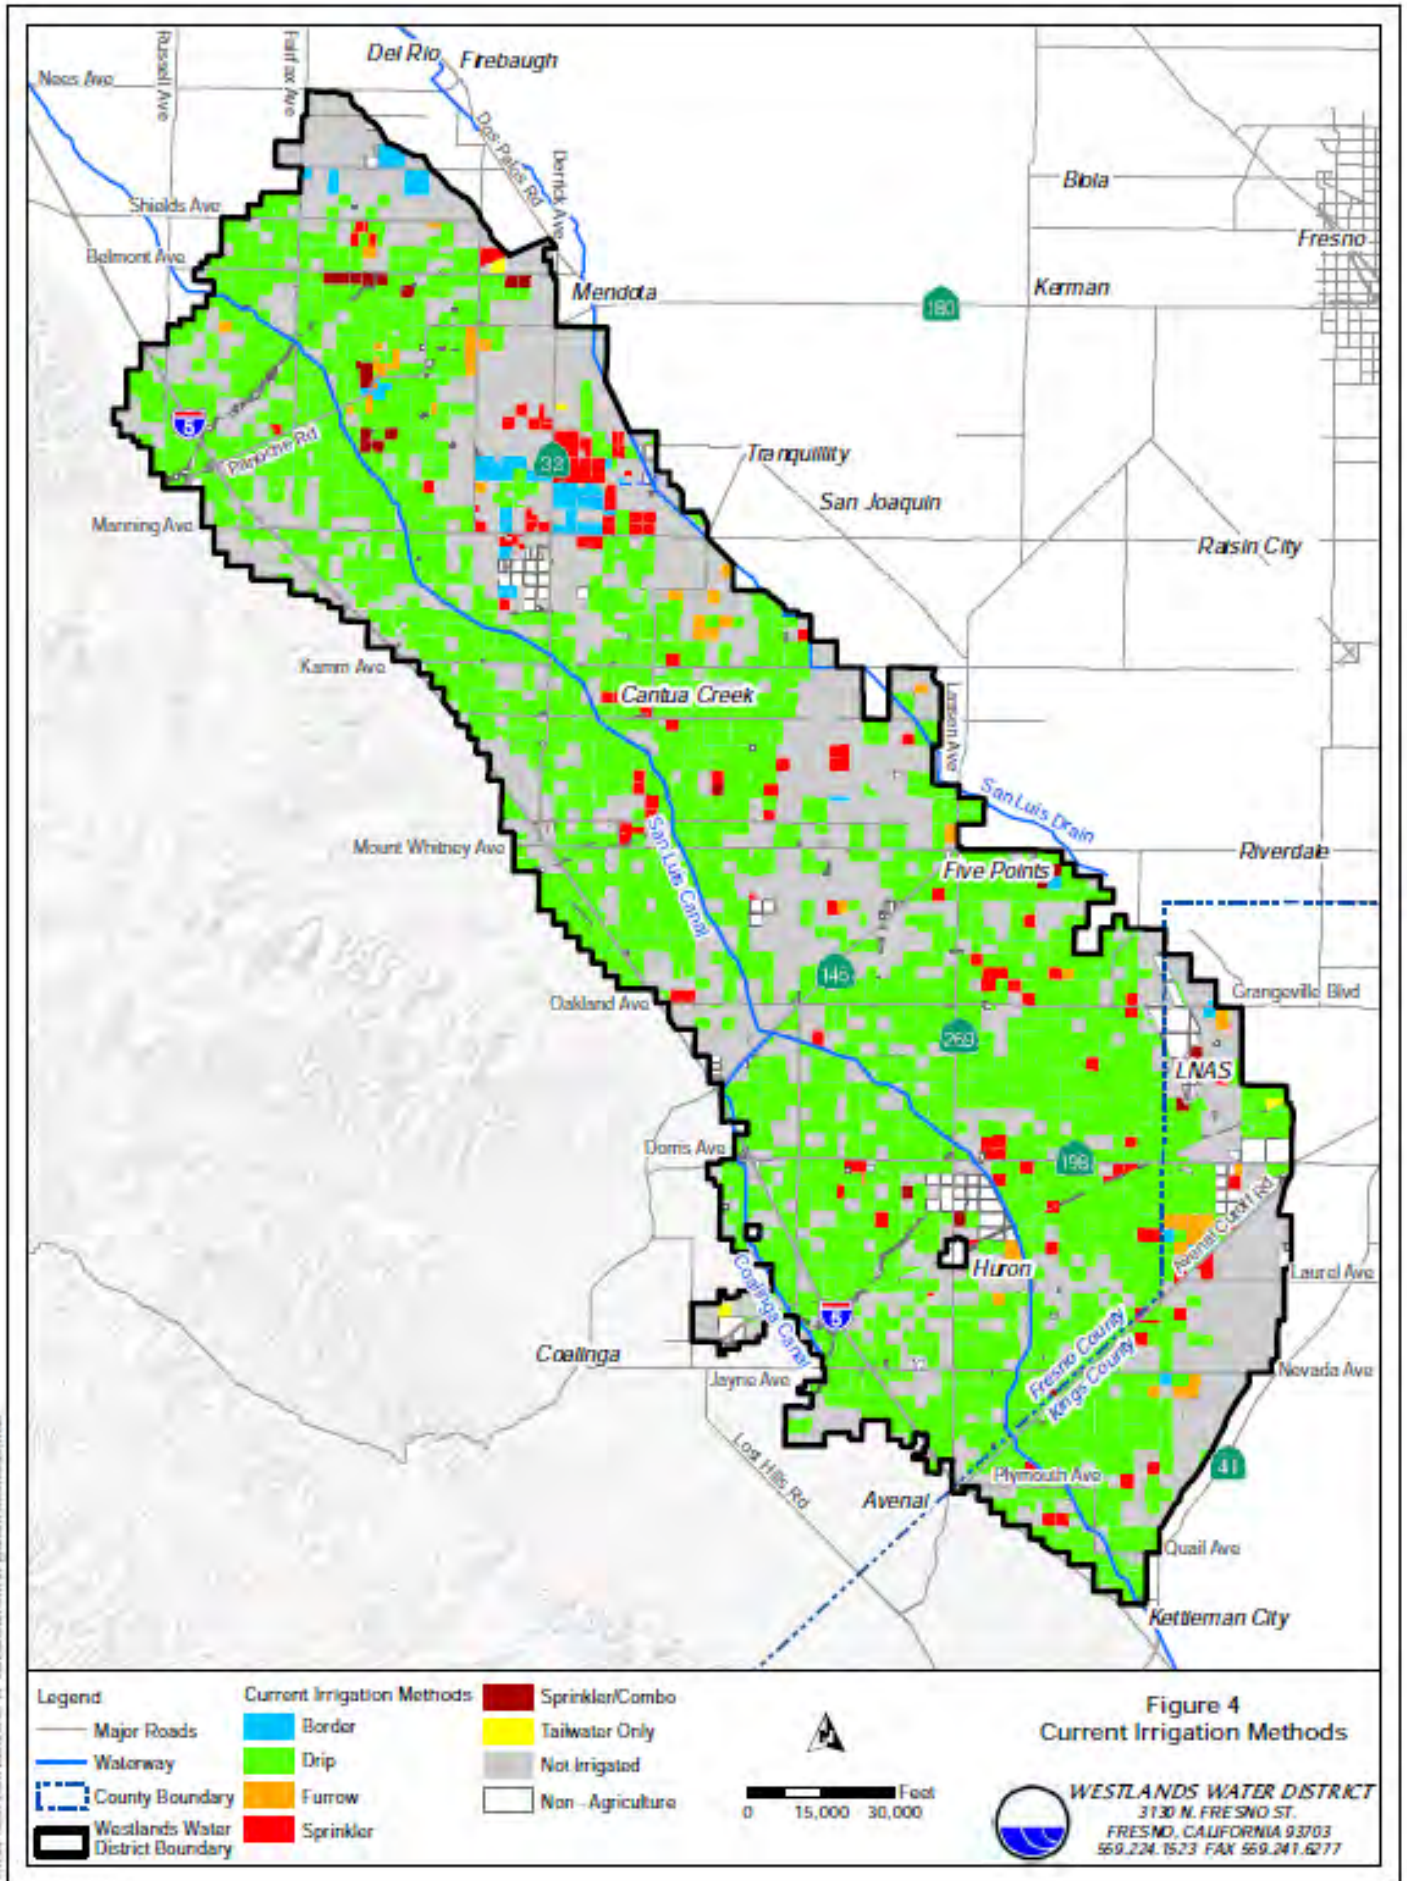 Del Rio
Firebaugh
Nees Ave
Russell Ave
Fairfax Ave
Dos Palos Rd
Derrick Ave
Biola
Shields Ave
Fresno
Belmont Ave
Mendota
Kerman
180
5
Panoche Rd
33
Tranquillity
San Joaquin
Manning Ave
Raisin City
Kamm Ave
Cantua Creek
Lassen Ave
San Luis Drain
Mount Whitney Ave
San Luis Canal
Riverdale
Five Points
145
Oakland Ave
Grangeville Blvd
269
LNAS
Dorris Ave
198
Avenal Cutoff Rd
Huron
Laurel Ave
Coalinga Canal
5
Fresno County
Kings County
Coalinga
Jayne Ave
Nevada Ave
Lost Hills Rd
41
Plymouth Ave
Avenal
Quail Ave
Kettleman City
Legend
Major Roads
Waterway
County Boundary
Westlands Water
District Boundary
Current Irrigation Methods
Border
Drip
Furrow
Sprinkler
Sprinkler/Combo
Tailwater Only
Not Irrigated
Non - Agriculture
N
Feet
0 15,000 30,000
Figure 4
Current Irrigation Methods
WESTLANDS WATER DISTRICT
3130 N. FRESNO ST.
FRESNO, CALIFORNIA 93703
559.224.1523 FAX 559.241.6277